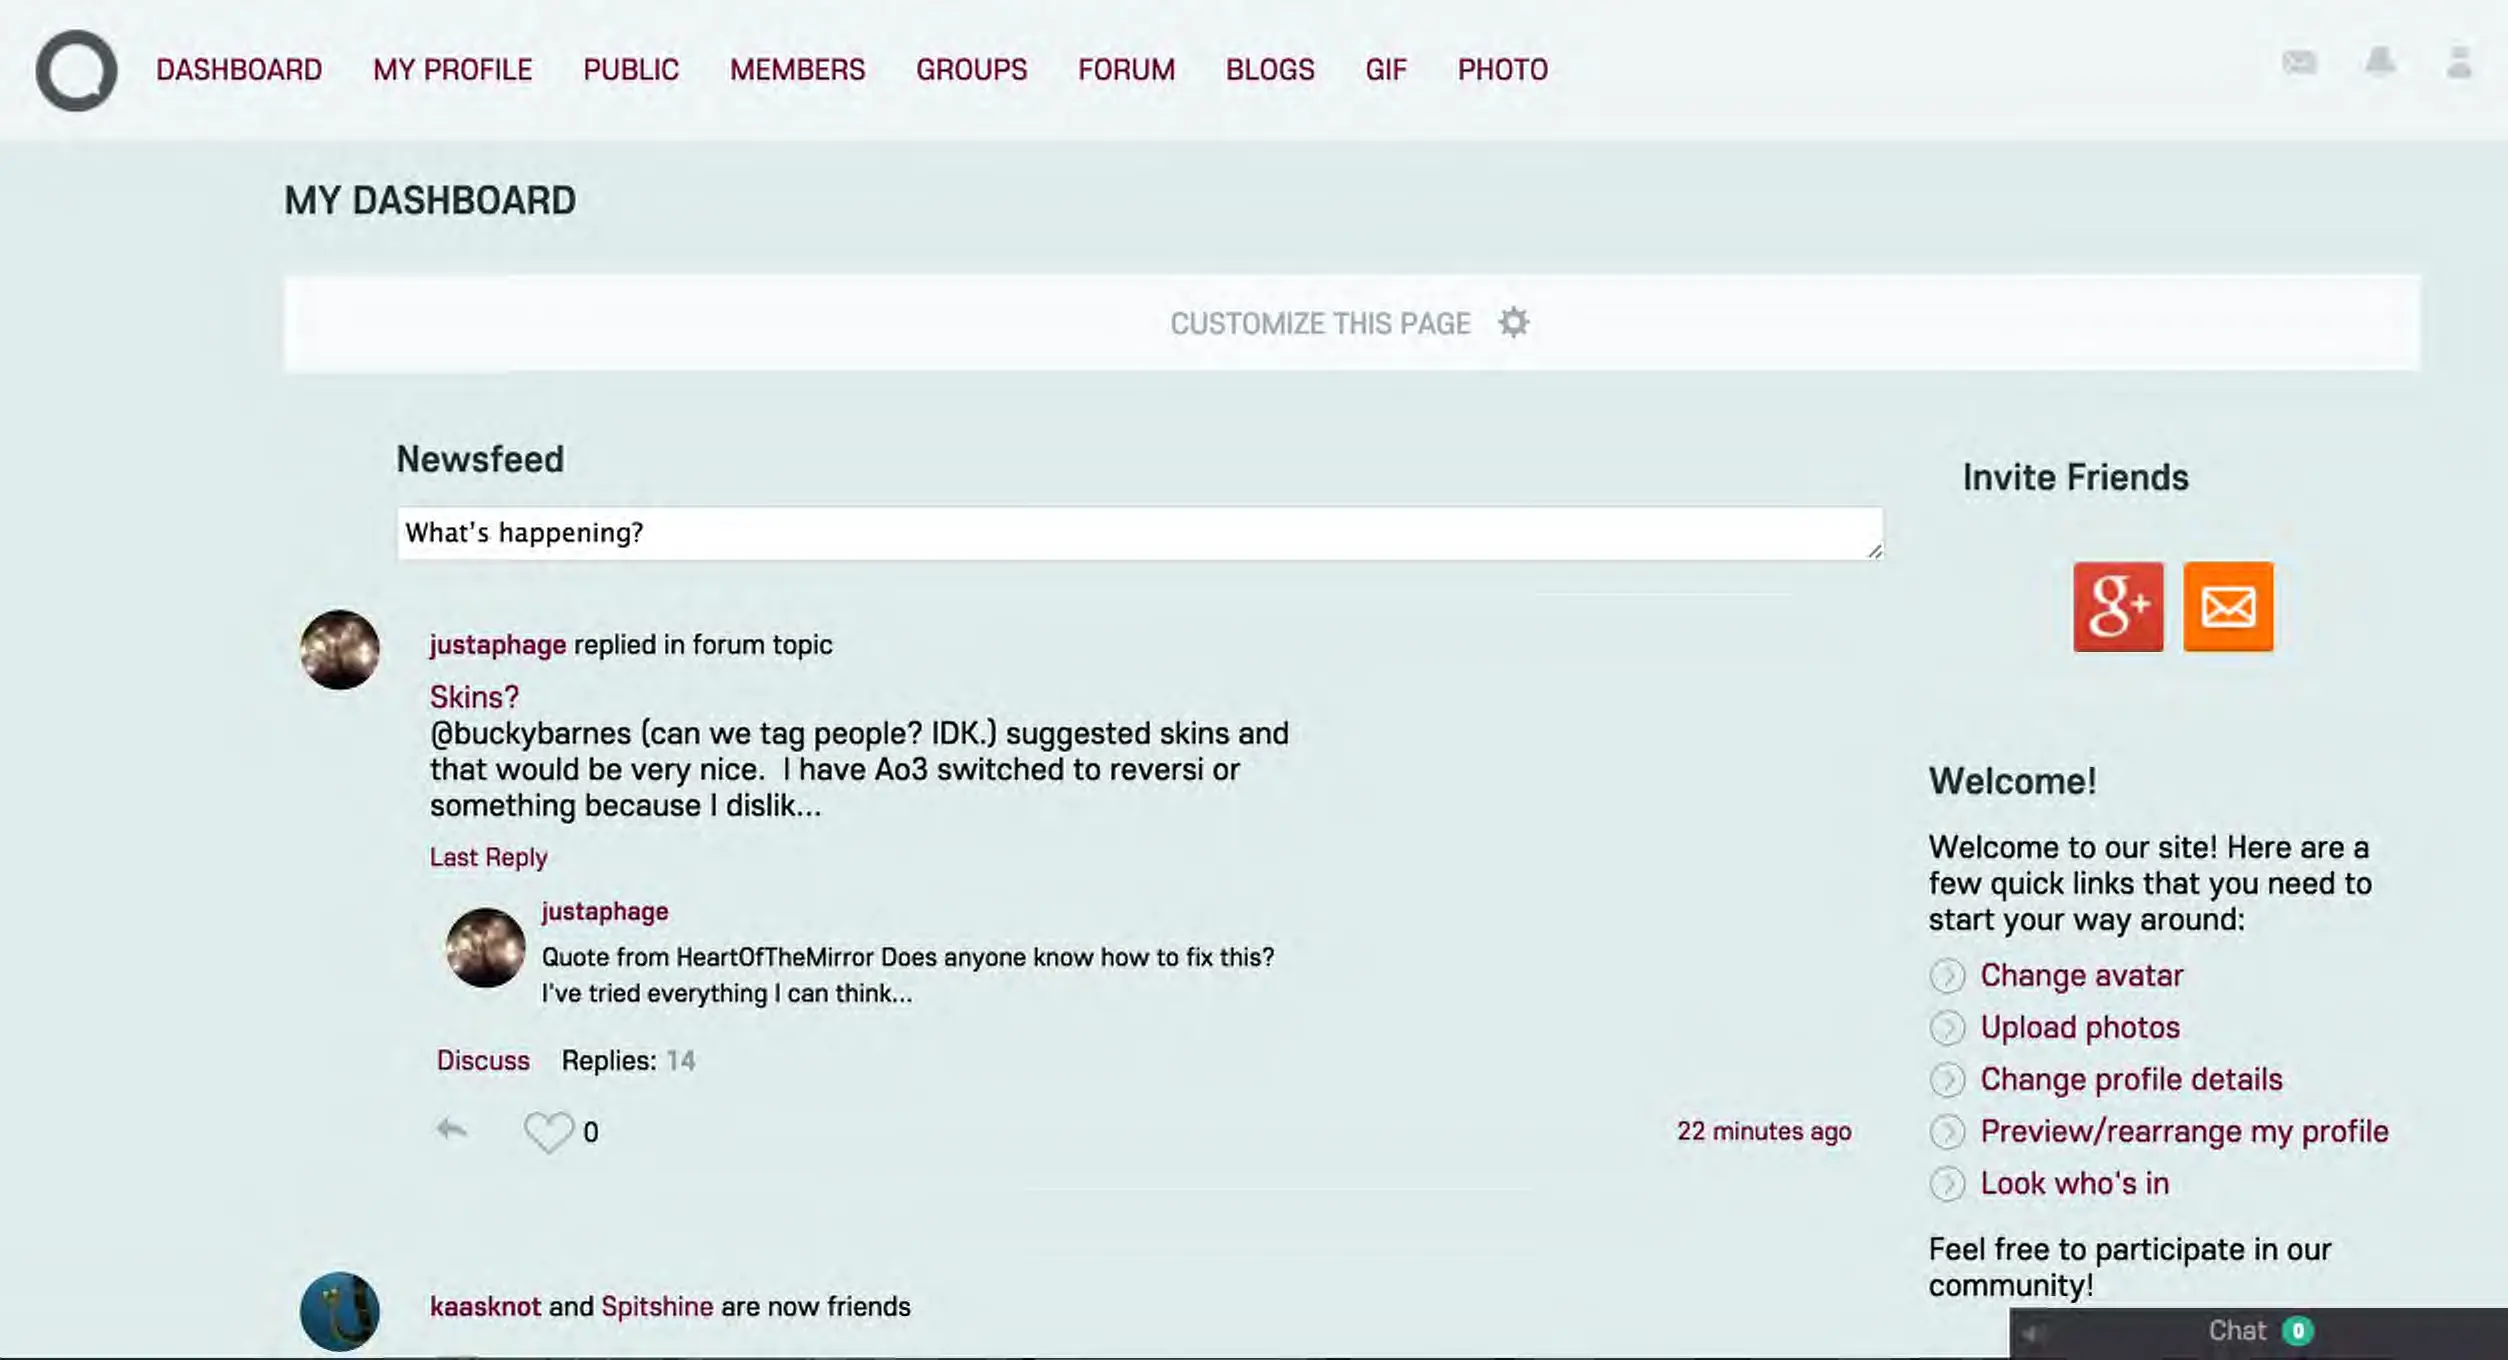 DASHBOARD MY PROFILE PUBLIC MEMBERS GROUPS FORUM BLOGS GIF PHOTO
MY DASHBOARD
CUSTOMIZE THIS PAGE
Newsfeed
What's happening?
justaphage replied in forum topic
Skins?
@buckybarnes (can we tag people? IDK.) suggested skins and
that would be very nice.  I have Ao3 switched to reversi or
something because I dislik...
Last Reply
justaphage
Quote from HeartOfTheMirror Does anyone know how to fix this?
I've tried everything I can think...
Discuss Replies: 14
0
22 minutes ago
kaasknot and Spitshine are now friends
Invite Friends
g+
Welcome!
Welcome to our site! Here are a
few quick links that you need to
start your way around:
Change avatar
Upload photos
Change profile details
Preview/rearrange my profile
Look who's in
Feel free to participate in our
community!
Chat 0